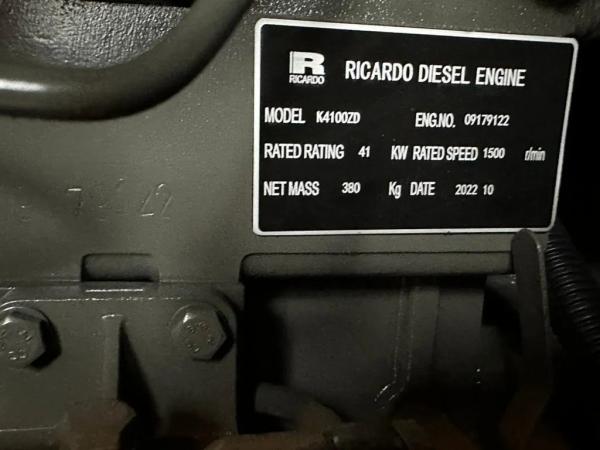 R
RICARDO
RICARDO DIESEL ENGINE
MODEL K4100ZD ENG.NO. 09179122
RATED RATING 41 KW RATED SPEED 1500 r/min
NET MASS 380 Kg DATE 2022 10